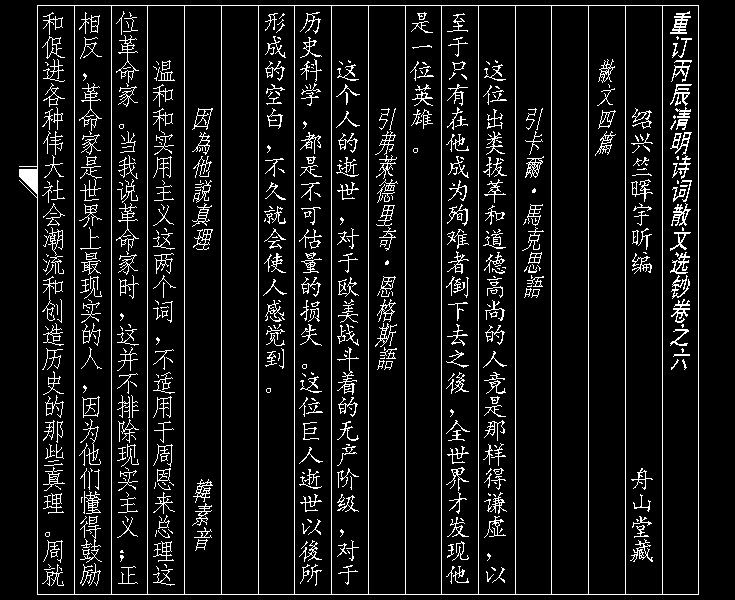 重订丙辰清明诗词散文选钞卷之六
绍兴竺晖宇昕编 舟山堂藏
散文四篇
引卡爾·馬克思語
这位出类拔萃和道德高尚的人竟是那样得谦虚，以
至于只有在他成为殉难者倒下去之後，全世界才发现他
是一位英雄。
引弗萊德里奇·恩格斯語
这个人的逝世，对于欧美战斗着的无产阶级，对于
历史科学，都是不可估量的损失。这位巨人逝世以後所
形成的空白，不久就会使人感觉到。
因為他説真理 韓素音
温和和实用主义这两个词，不适用于周恩来总理这
位革命家。当我说革命家时，这并不排除现实主义；正
相反，革命家是世界上最现实的人，因为他们懂得鼓励
和促进各种伟大社会潮流和创造历史的那些真理。周就